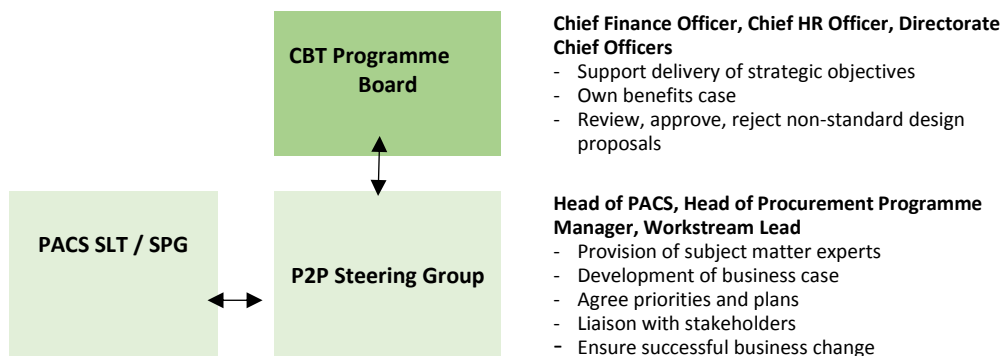 CBT Programme
Board
Chief Finance Officer, Chief HR Officer, Directorate
Chief Officers
- Support delivery of strategic objectives
- Own benefits case
- Review, approve, reject non-standard design
proposals
PACS SLT / SPG
P2P Steering Group
Head of PACS, Head of Procurement Programme
Manager, Workstream Lead
- Provision of subject matter experts
- Development of business case
- Agree priorities and plans
- Liaison with stakeholders
- Ensure successful business change